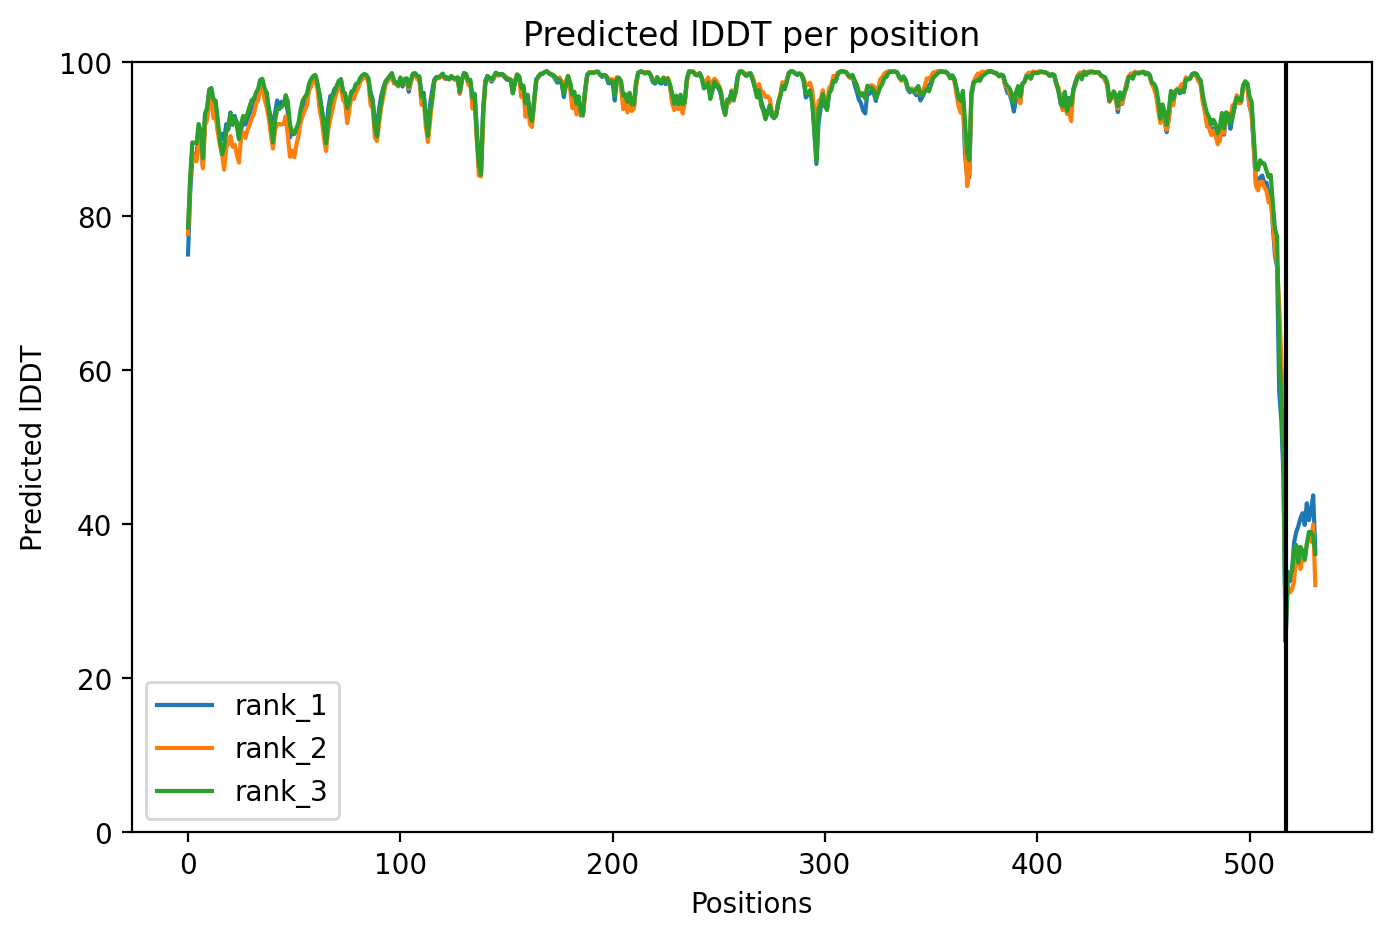 Predicted lDDT per position
100
80
60
40
20
0
Predicted lDDT
rank_1
rank_2
rank_3
0 100 200 300 400 500
Positions